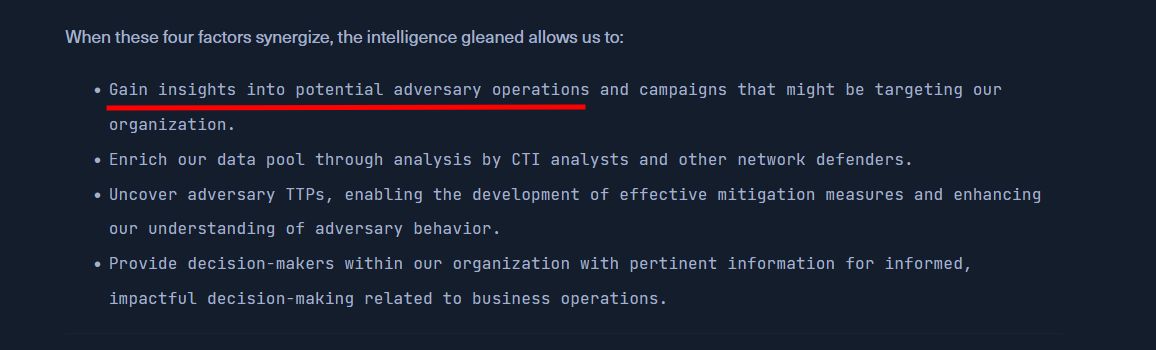 When these four factors synergize, the intelligence gleaned allows us to:
• Gain insights into potential adversary operations and campaigns that might be targeting our
organization.
• Enrich our data pool through analysis by CTI analysts and other network defenders.
• Uncover adversary TTPs, enabling the development of effective mitigation measures and enhancing
our understanding of adversary behavior.
• Provide decision-makers within our organization with pertinent information for informed,
impactful decision-making related to business operations.